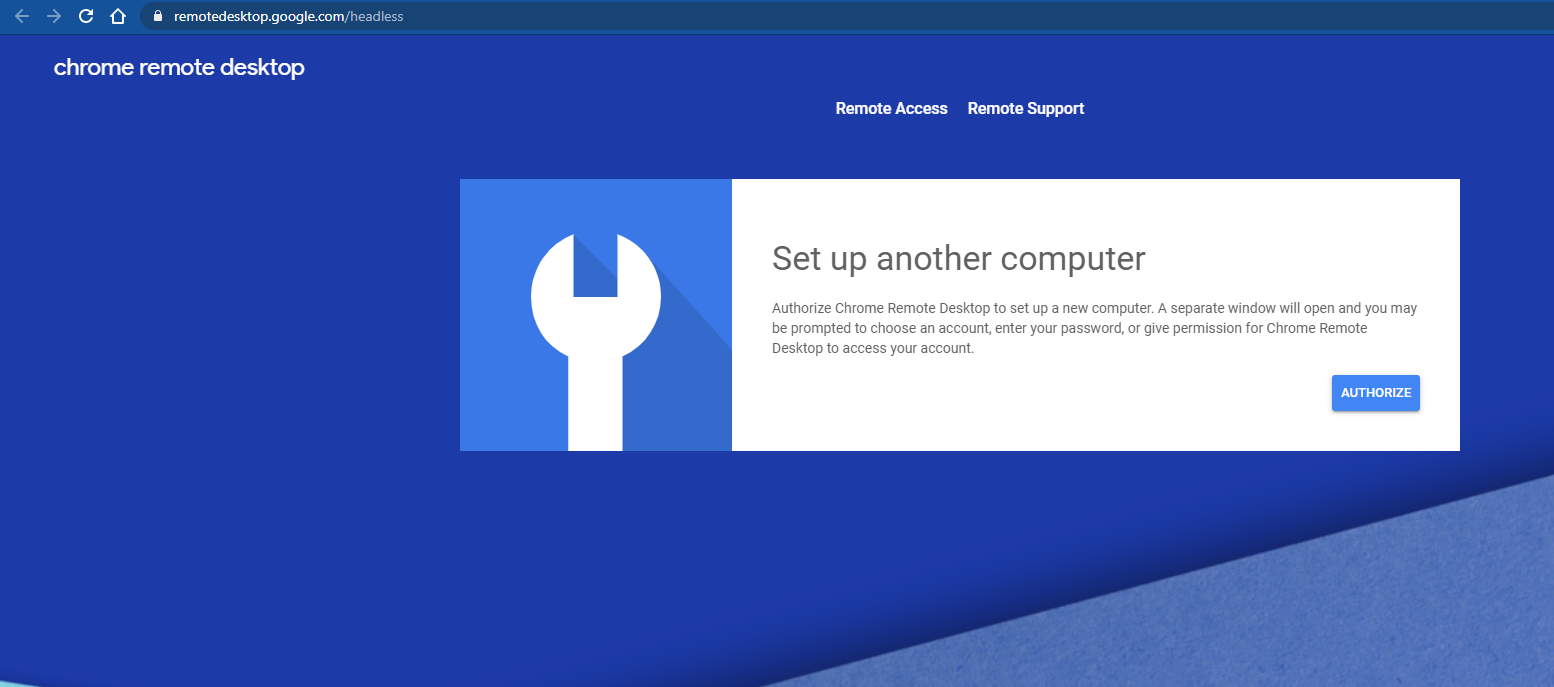 remotedesktop.google.com/headless
chrome remote desktop
Remote Access Remote Support
Set up another computer
Authorize Chrome Remote Desktop to set up a new computer. A separate window will open and you may
be prompted to choose an account, enter your password, or give permission for Chrome Remote
Desktop to access your account.
AUTHORIZE